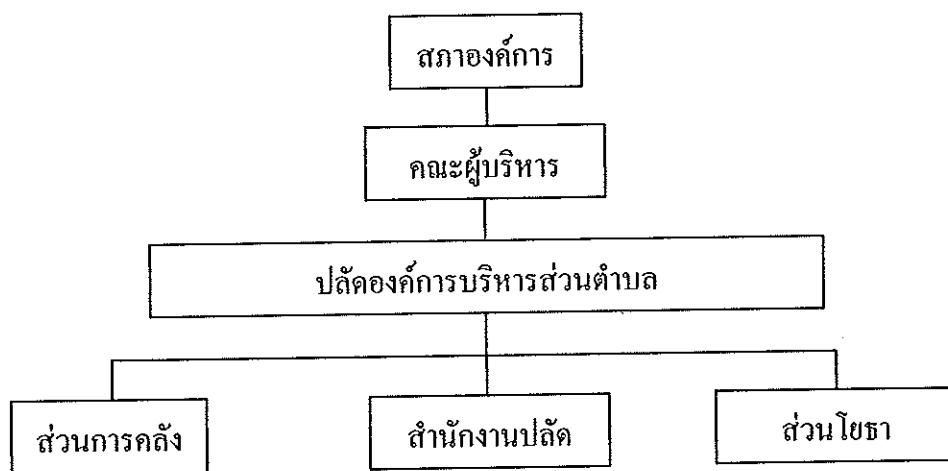 สภาองค์การ
คณะผู้บริหาร
ปลัดองค์การบริหารส่วนตำบล
ส่วนการคลัง
สำนักงานปลัด
ส่วนโยธา